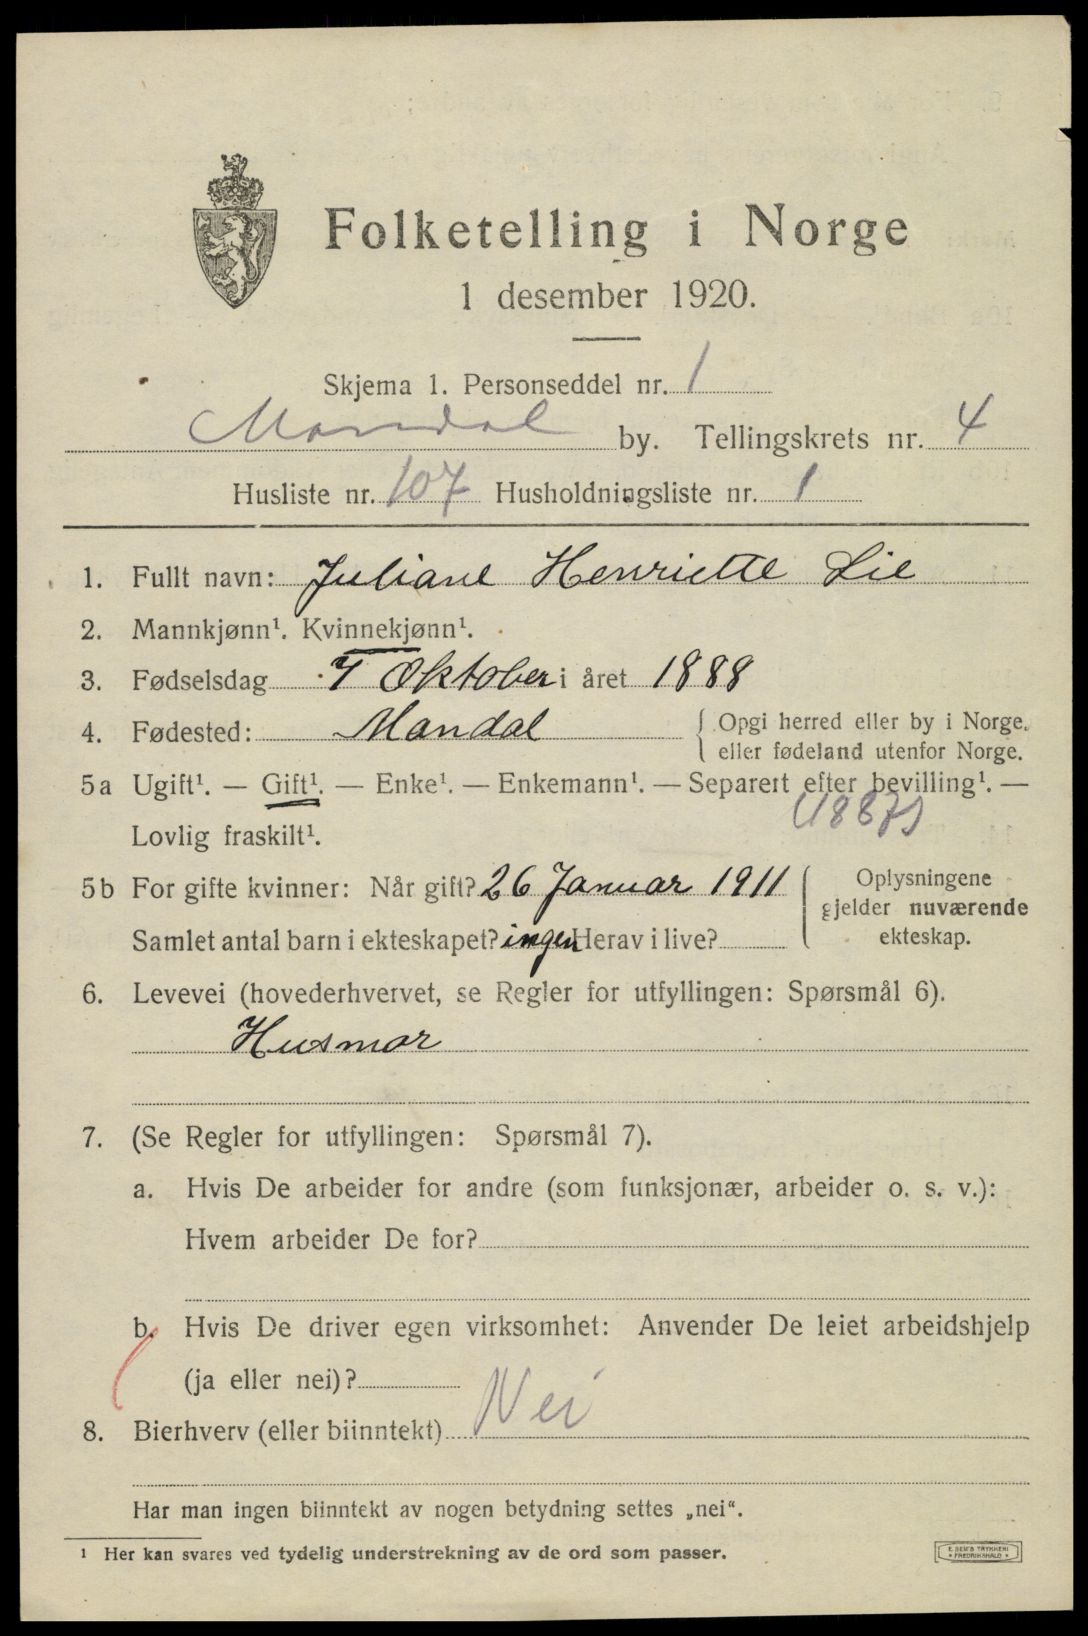 Folketelling i Norge
1 desember 1920.
Skjema 1. Personseddel nr. 1
Mandal by. Tellingskrets nr. 4
Husliste nr. 107 Husholdningsliste nr. 1
1. Fullt navn: Juliane Henriette Lie
2. Mannkjønn¹. Kvinnekjønn¹.
3. Fødselsdag 7 Oktober i året 1888
4. Fødested: Mandal { Opgi herred eller by i Norge,
eller fødeland utenfor Norge.
5a Ugift¹. — Gift¹. — Enke¹. — Enkemann¹. — Separert efter bevilling¹. —
Lovlig fraskilt¹. (1887)
5b For gifte kvinner: Når gift? 26 Januar 1911 { Oplysningene
gjelder nuværende
Samlet antal barn i ekteskapet? ingen Herav i live? ekteskap.
6. Levevei (hovederhvervet, se Regler for utfyllingen: Spørsmål 6).
Husmor
7. (Se Regler for utfyllingen: Spørsmål 7).
a. Hvis De arbeider for andre (som funksjonær, arbeider o. s. v.):
Hvem arbeider De for?
b. Hvis De driver egen virksomhet: Anvender De leiet arbeidshjelp
(ja eller nei)?
8. Bierhverv (eller biinntekt) Nei
Har man ingen biinntekt av nogen betydning settes „nei“.
¹ Her kan svares ved tydelig understrekning av de ord som passer.
E. SEM'S TRYKKERI
* FREDRIKSHALD *